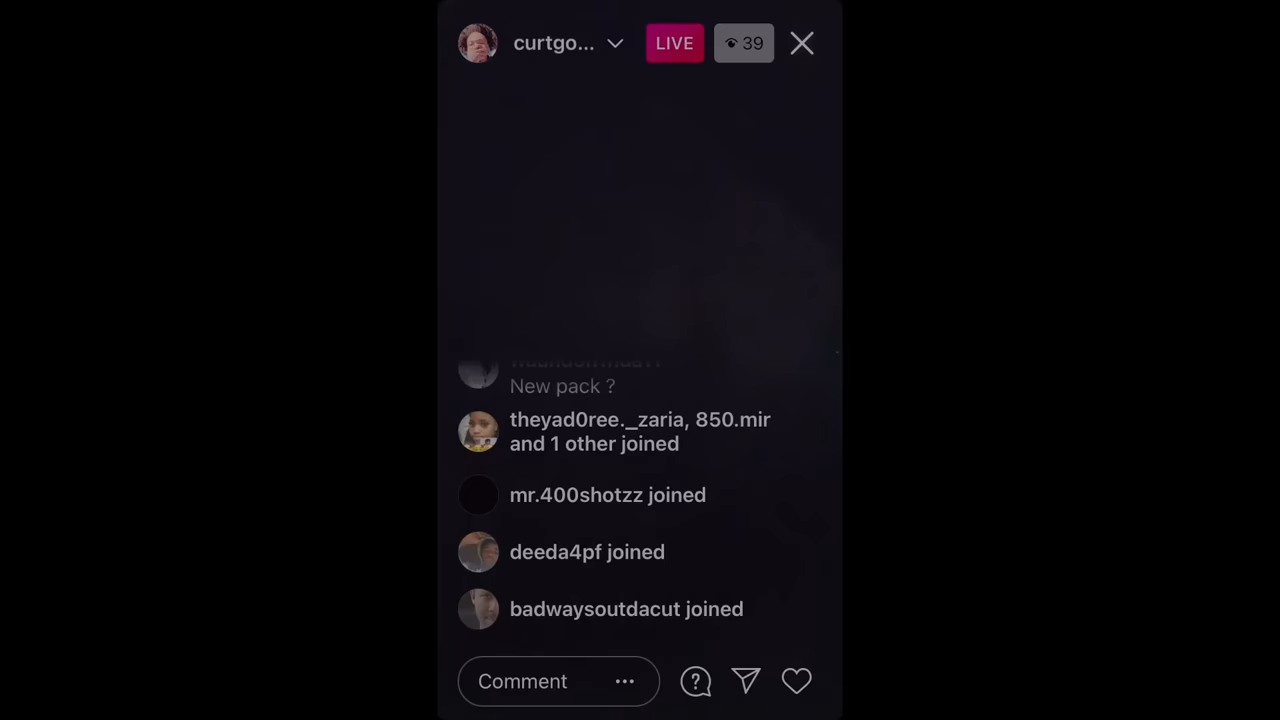 curtgo...
LIVE
39
New pack ?
theyad0ree._zaria, 850.mir
and 1 other joined
mr.400shotzz joined
deeda4pf joined
badwaysoutdacut joined
Comment